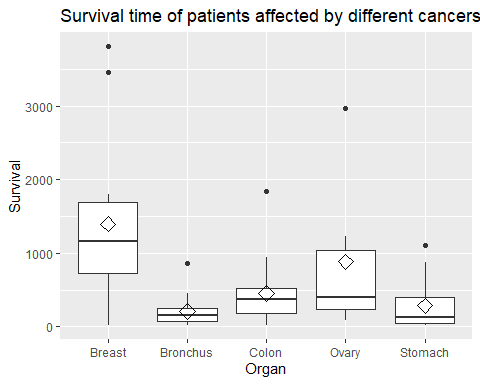 Survival time of patients affected by different cancers
Survival
3000
2000
1000
0
Breast Bronchus Colon Ovary Stomach
Organ